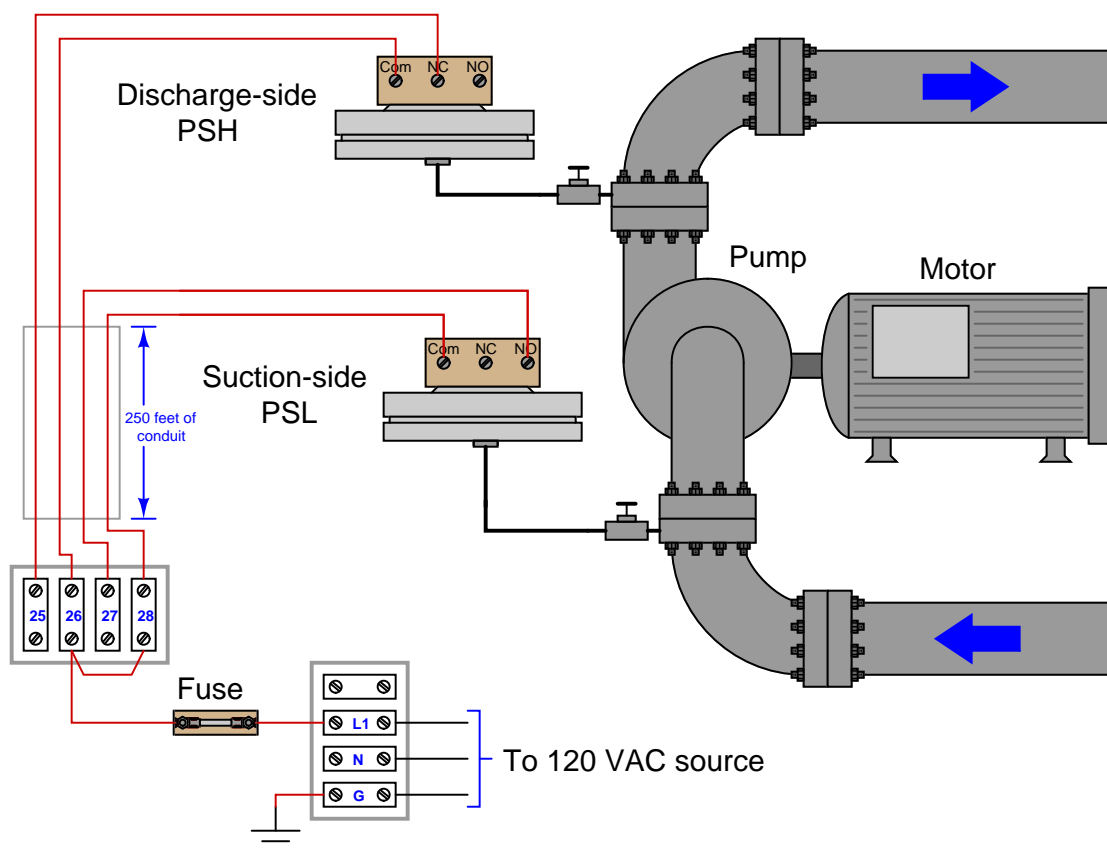 Com NC NO
Discharge-side
PSH
Pump
Motor
Com NC NO
Suction-side
PSL
250 feet of
conduit
25 26 27 28
Fuse
L1
N
To 120 VAC source
G